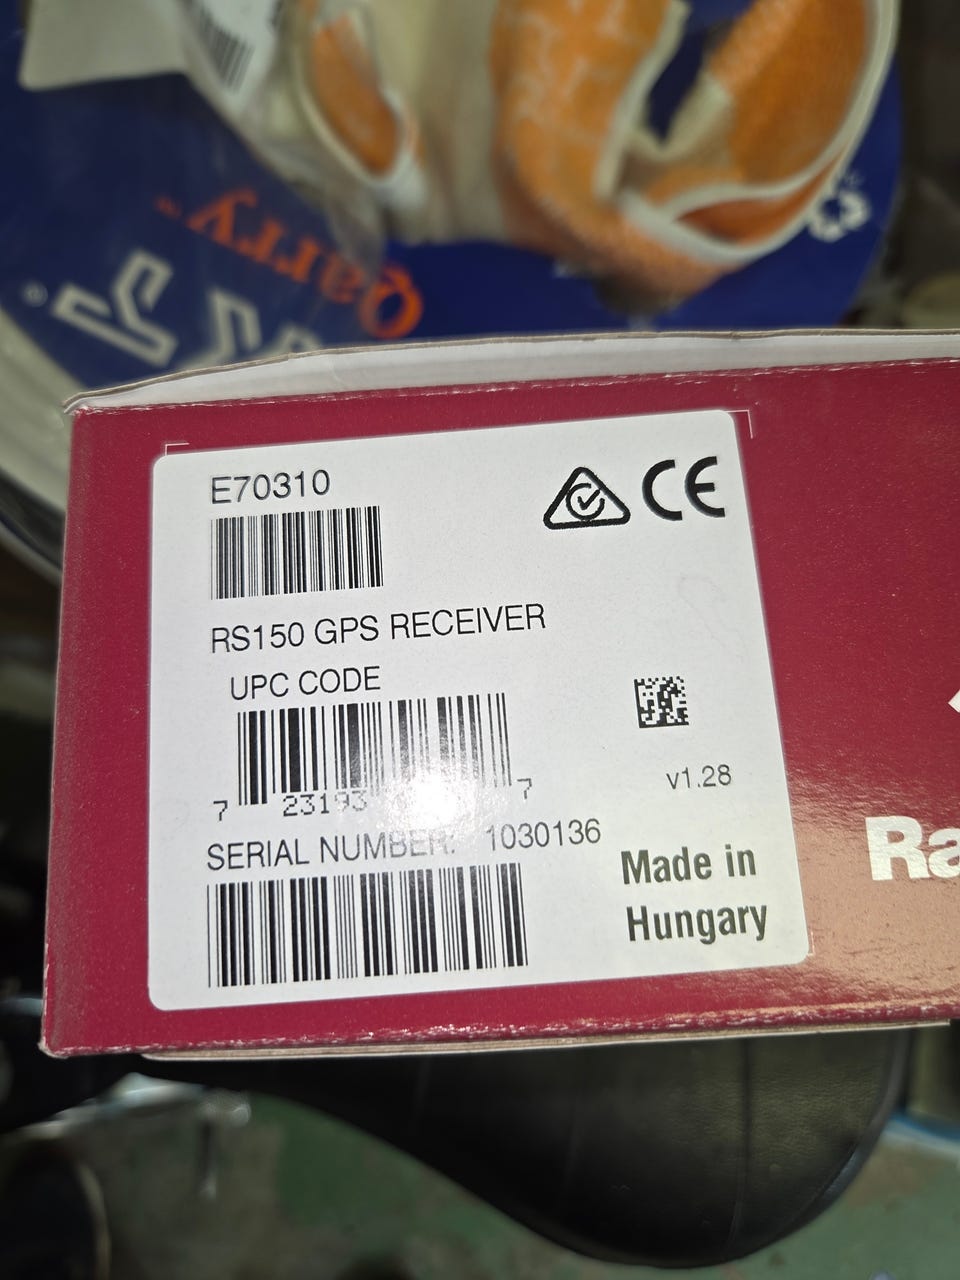 Qarry™
E70310
CE
RS150 GPS RECEIVER
UPC CODE
7 23193 7
v1.28
SERIAL NUMBER: 1030136
Made in
Hungary
Ra